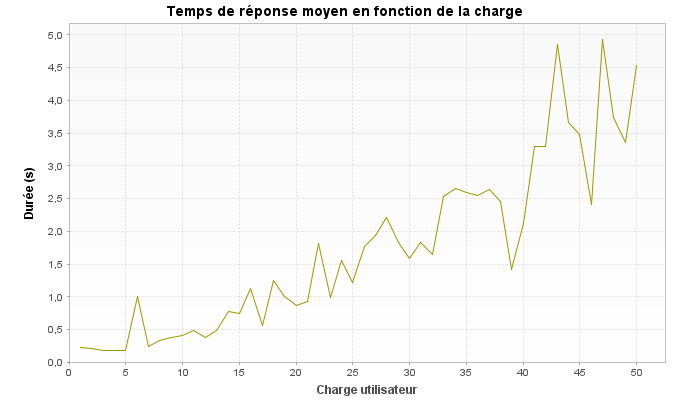 Temps de réponse moyen en fonction de la charge
Durée (s)
5,0
4,5
4,0
3,5
3,0
2,5
2,0
1,5
1,0
0,5
0,0
0 5 10 15 20 25 30 35 40 45 50
Charge utilisateur